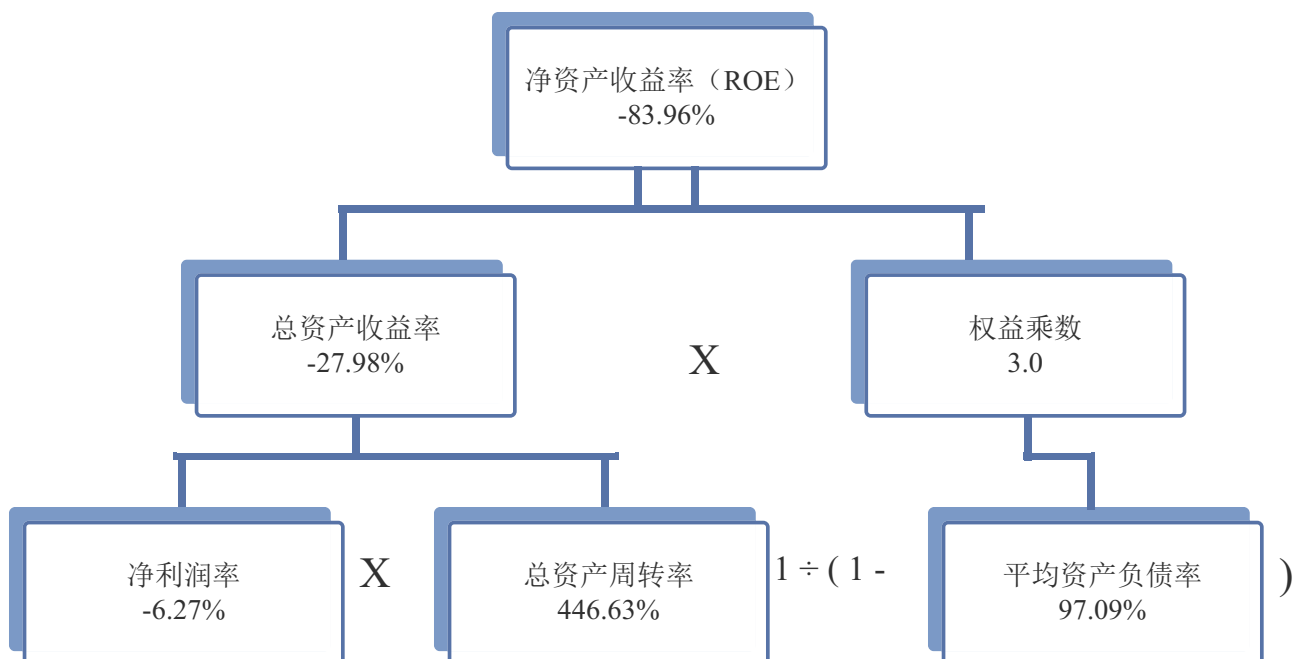 净资产收益率（ROE）
-83.96%
总资产收益率
-27.98%
X
权益乘数
3.0
净利润率
-6.27%
X
总资产周转率
446.63%
1 ÷ ( 1 -
平均资产负债率
97.09%
)